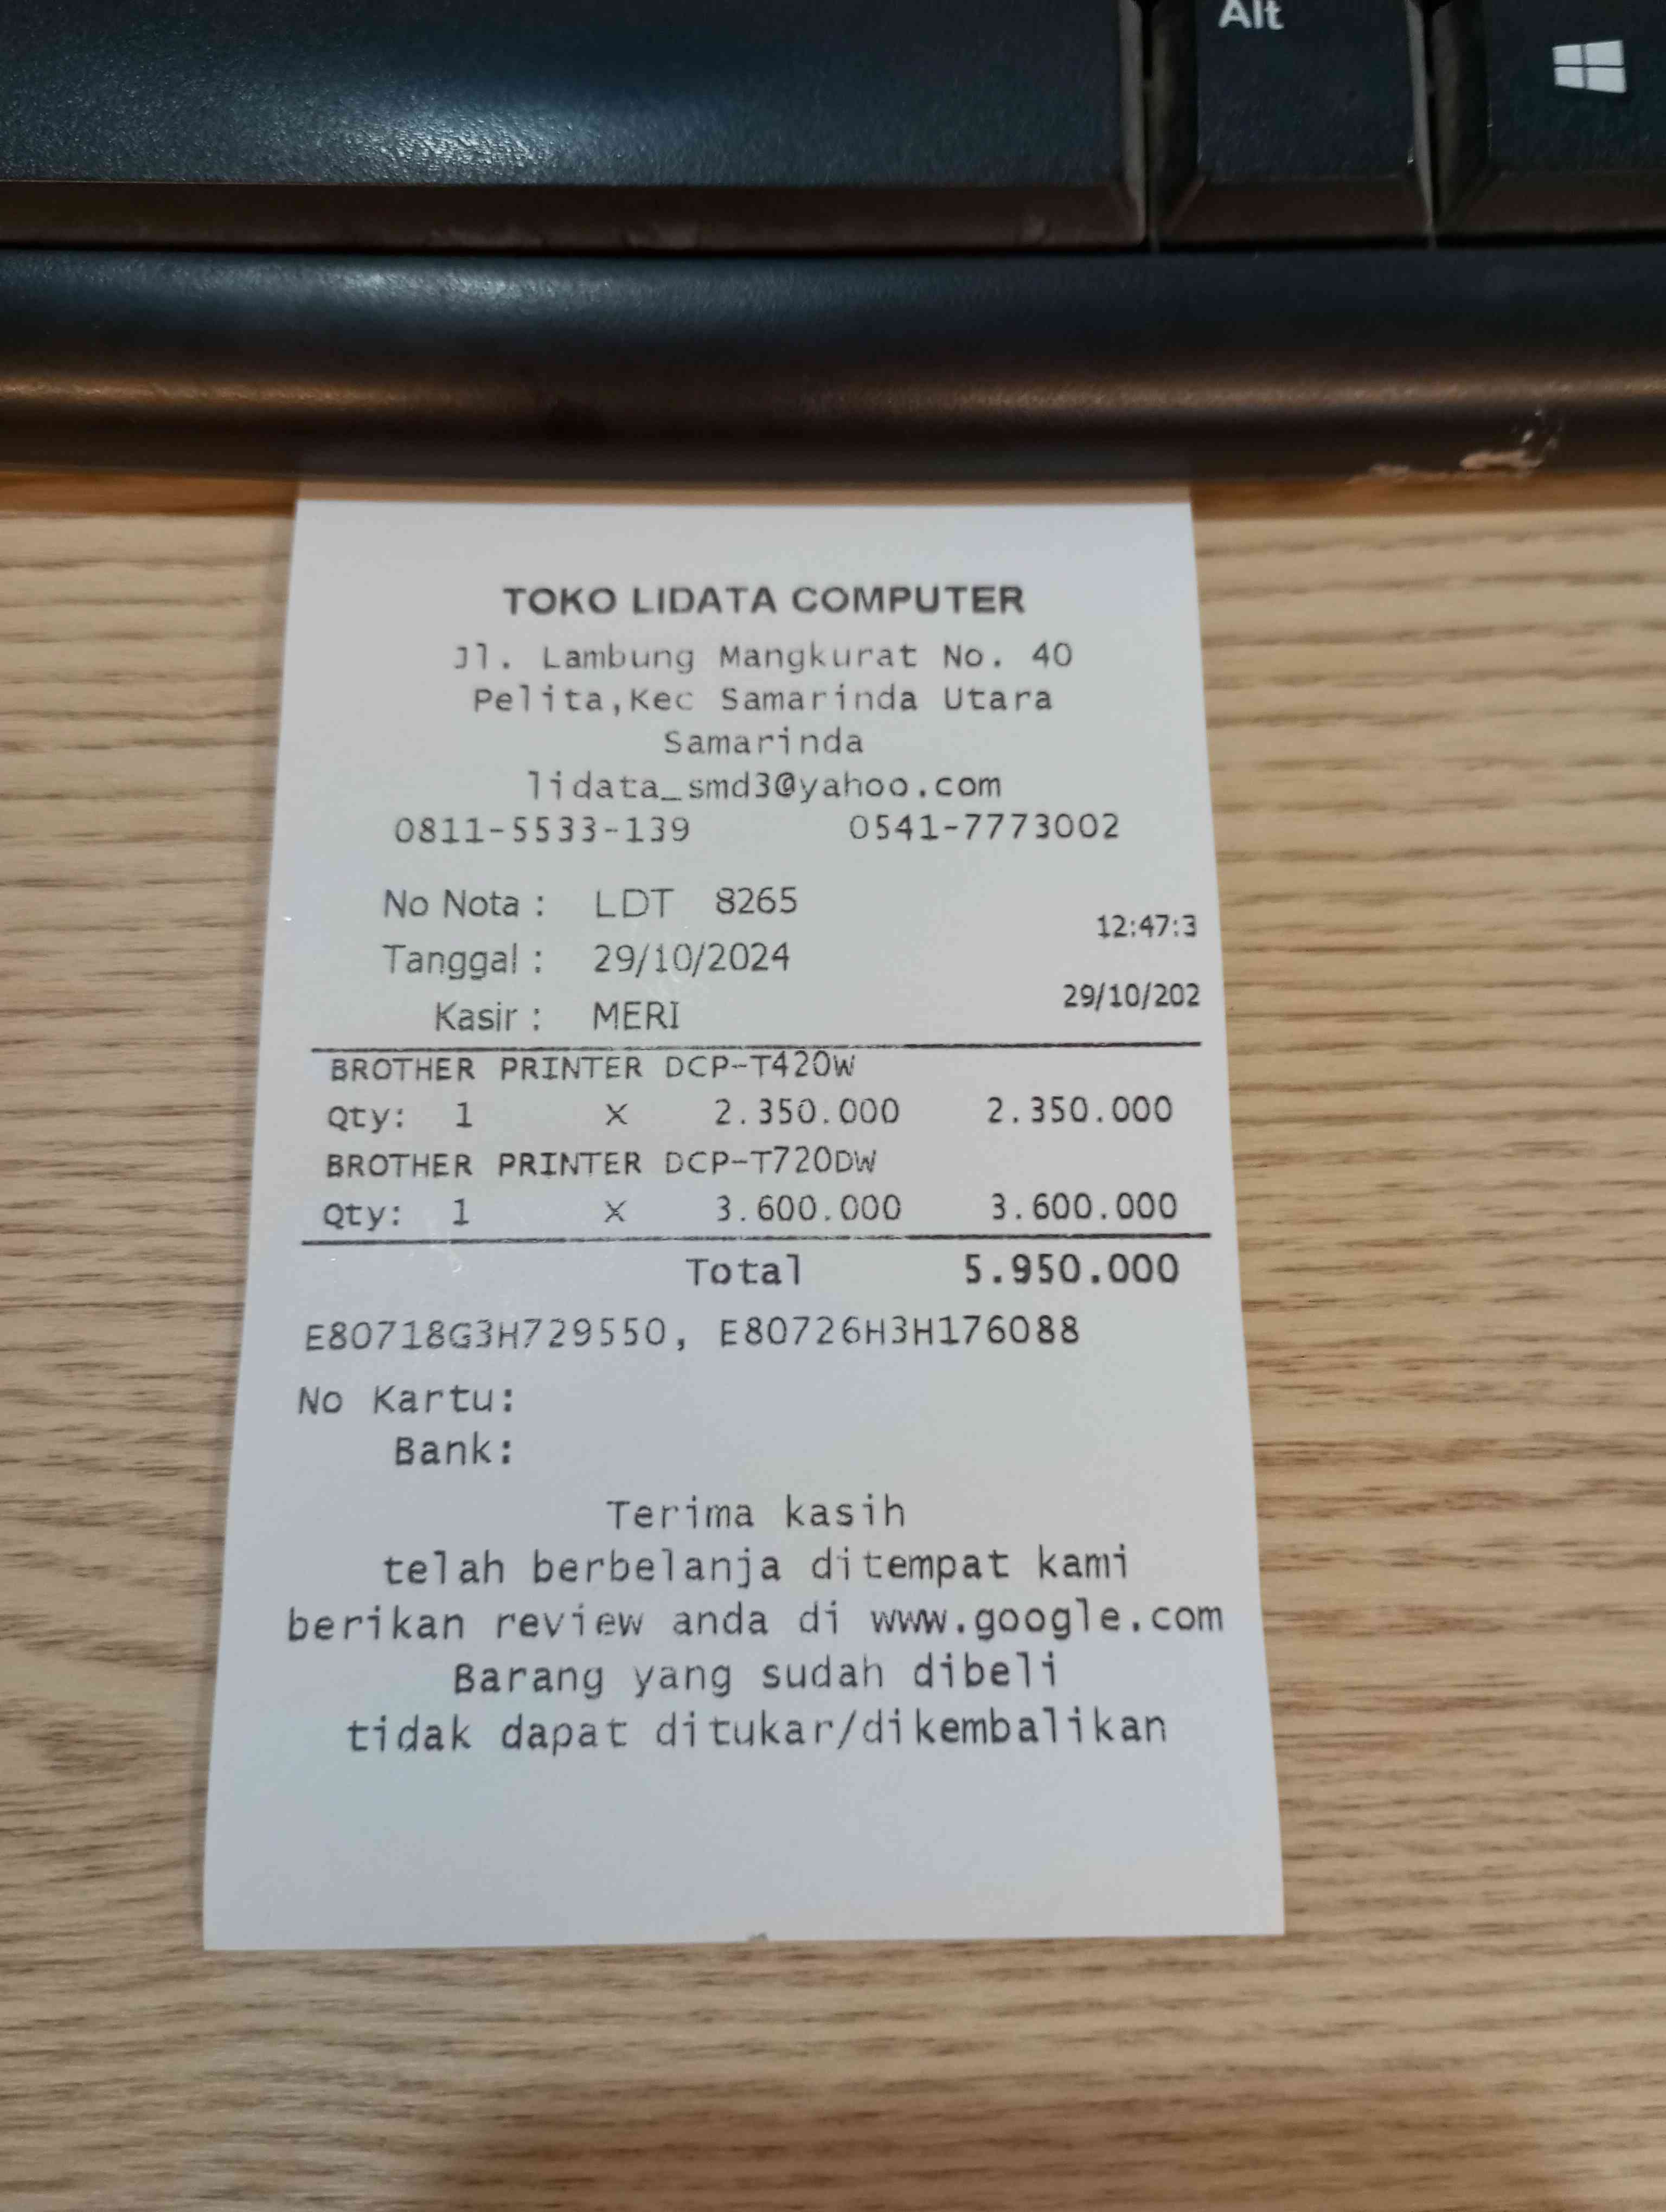 Alt
TOKO LIDATA COMPUTER
Jl. Lambung Mangkurat No. 40
Pelita,Kec Samarinda Utara
Samarinda
lidata_smd3@yahoo.com
0811-5533-139 0541-7773002
No Nota : LDT 8265
12:47:3
Tanggal : 29/10/2024
29/10/202
Kasir : MERI
BROTHER PRINTER DCP-T420W
Qty: 1 X 2.350.000 2.350.000
BROTHER PRINTER DCP-T720DW
Qty: 1 X 3.600.000 3.600.000
Total 5.950.000
E80718G3H729550, E80726H3H176088
No Kartu:
Bank:
Terima kasih
telah berbelanja ditempat kami
berikan review anda di www.google.com
Barang yang sudah dibeli
tidak dapat ditukar/dikembalikan